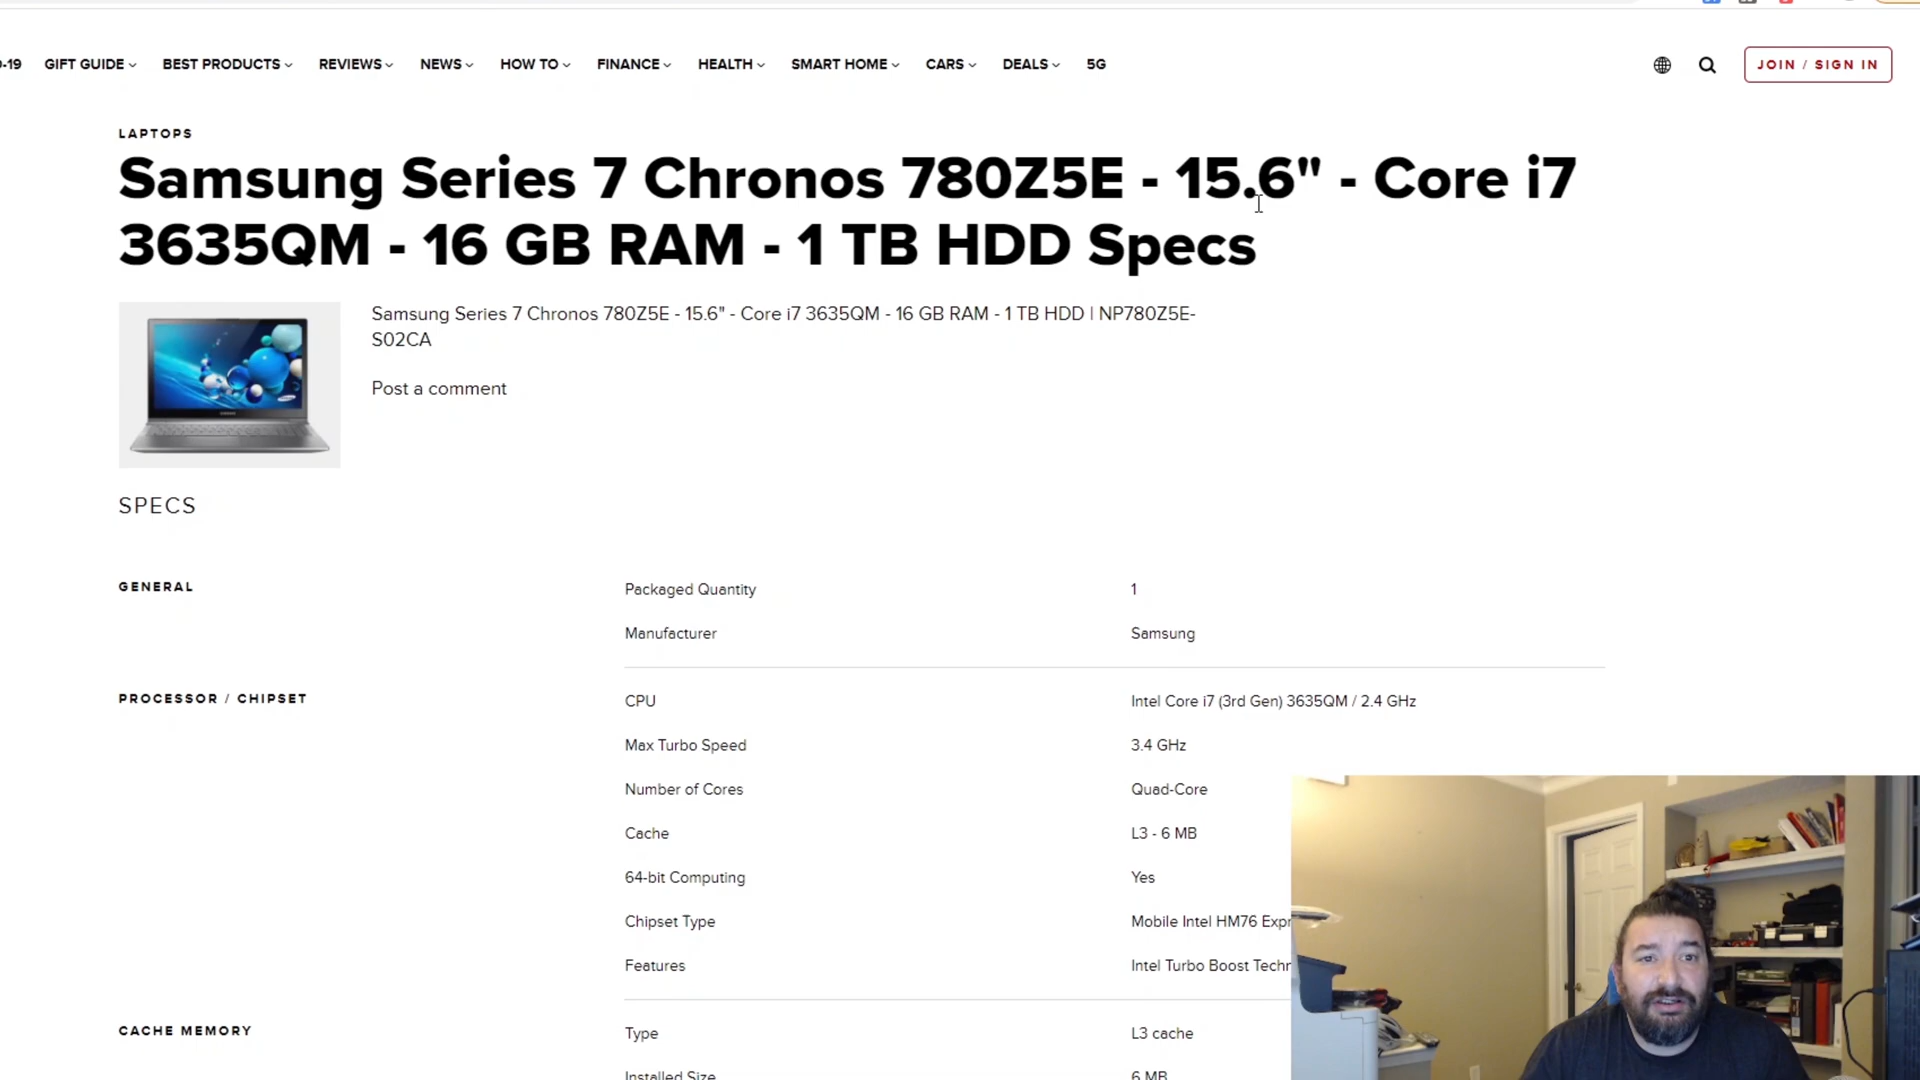 D-19 GIFT GUIDE BEST PRODUCTS REVIEWS NEWS HOW TO FINANCE HEALTH SMART HOME CARS DEALS 5G JOIN / SIGN IN
LAPTOPS
Samsung Series 7 Chronos 780Z5E - 15.6" - Core i7
3635QM - 16 GB RAM - 1 TB HDD Specs
Samsung Series 7 Chronos 780Z5E - 15.6" - Core i7 3635QM - 16 GB RAM - 1 TB HDD | NP780Z5E-
S02CA
Post a comment
SPECS
GENERAL Packaged Quantity 1
Manufacturer Samsung
PROCESSOR / CHIPSET CPU Intel Core i7 (3rd Gen) 3635QM / 2.4 GHz
Max Turbo Speed 3.4 GHz
Number of Cores Quad-Core
Cache L3 - 6 MB
64-bit Computing Yes
Chipset Type Mobile Intel HM76 Expr
Features Intel Turbo Boost Techn
CACHE MEMORY Type L3 cache
Installed Size 6 MB